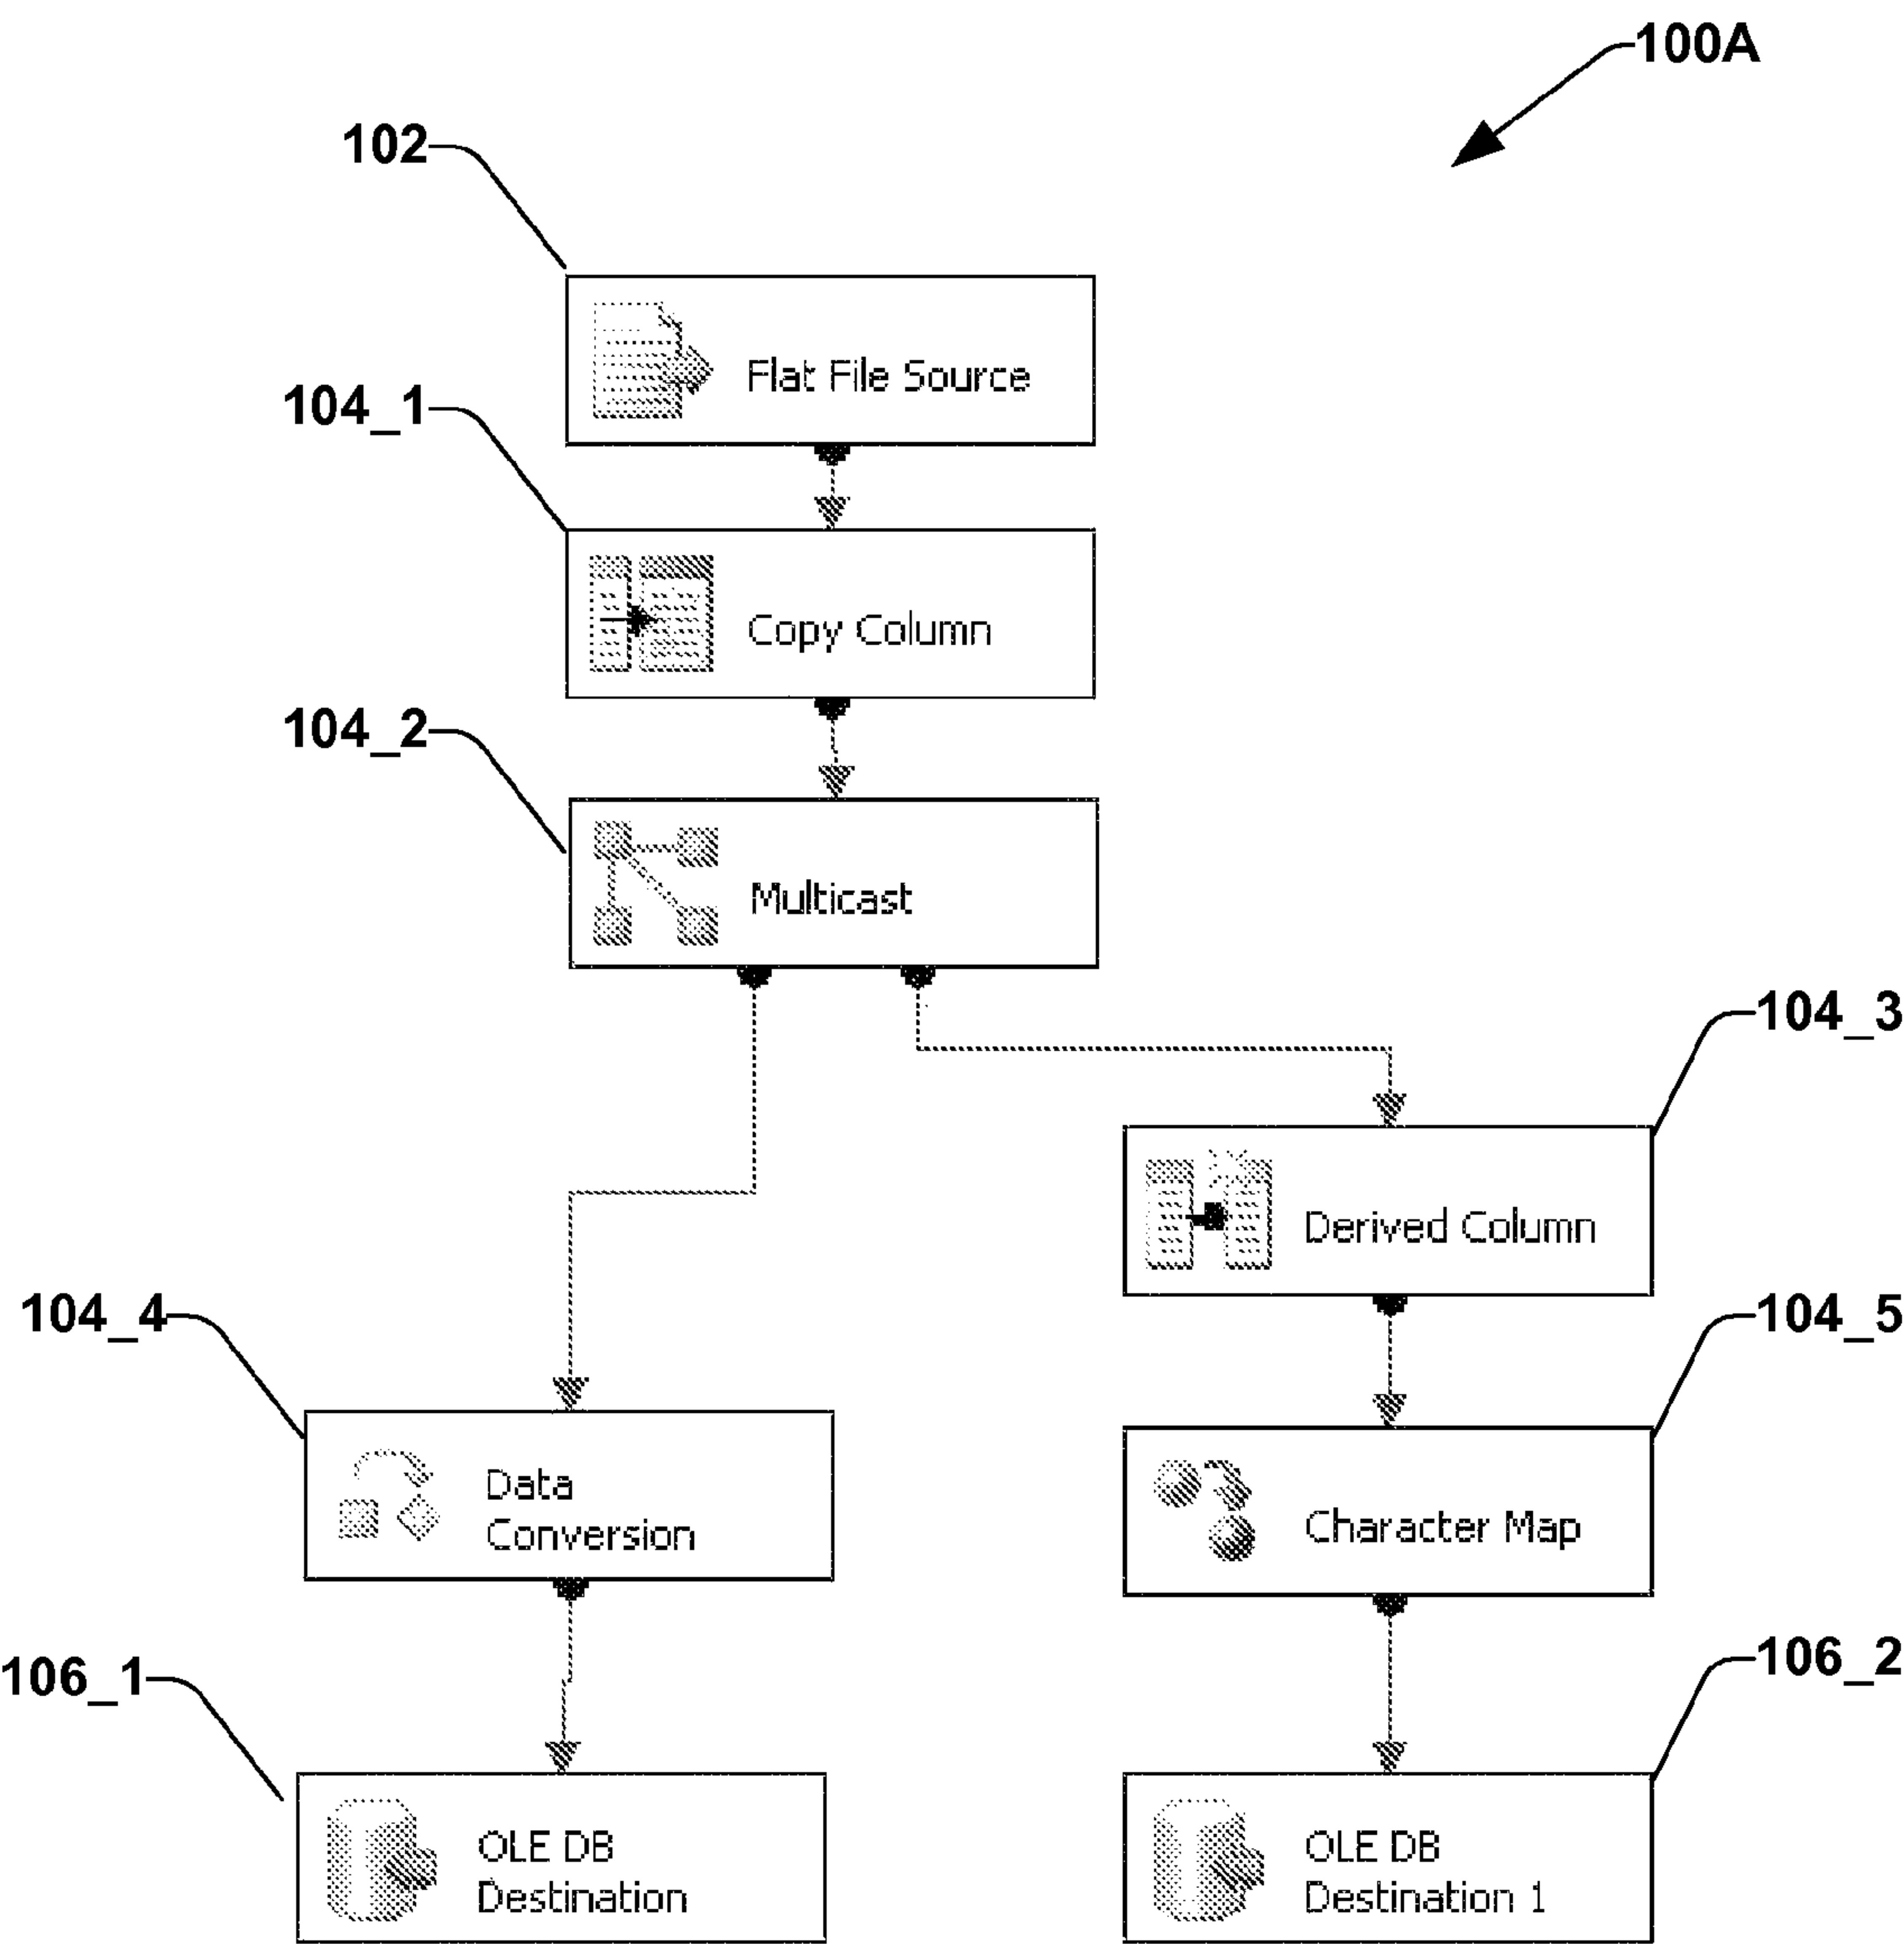 100A
102
Flat File Source
104_1
Copy Column
104_2
Multicast
104_3
Derived Column
104_4
Data
Conversion
104_5
Character Map
106_1
OLE DB
Destination
106_2
OLE DB
Destination 1